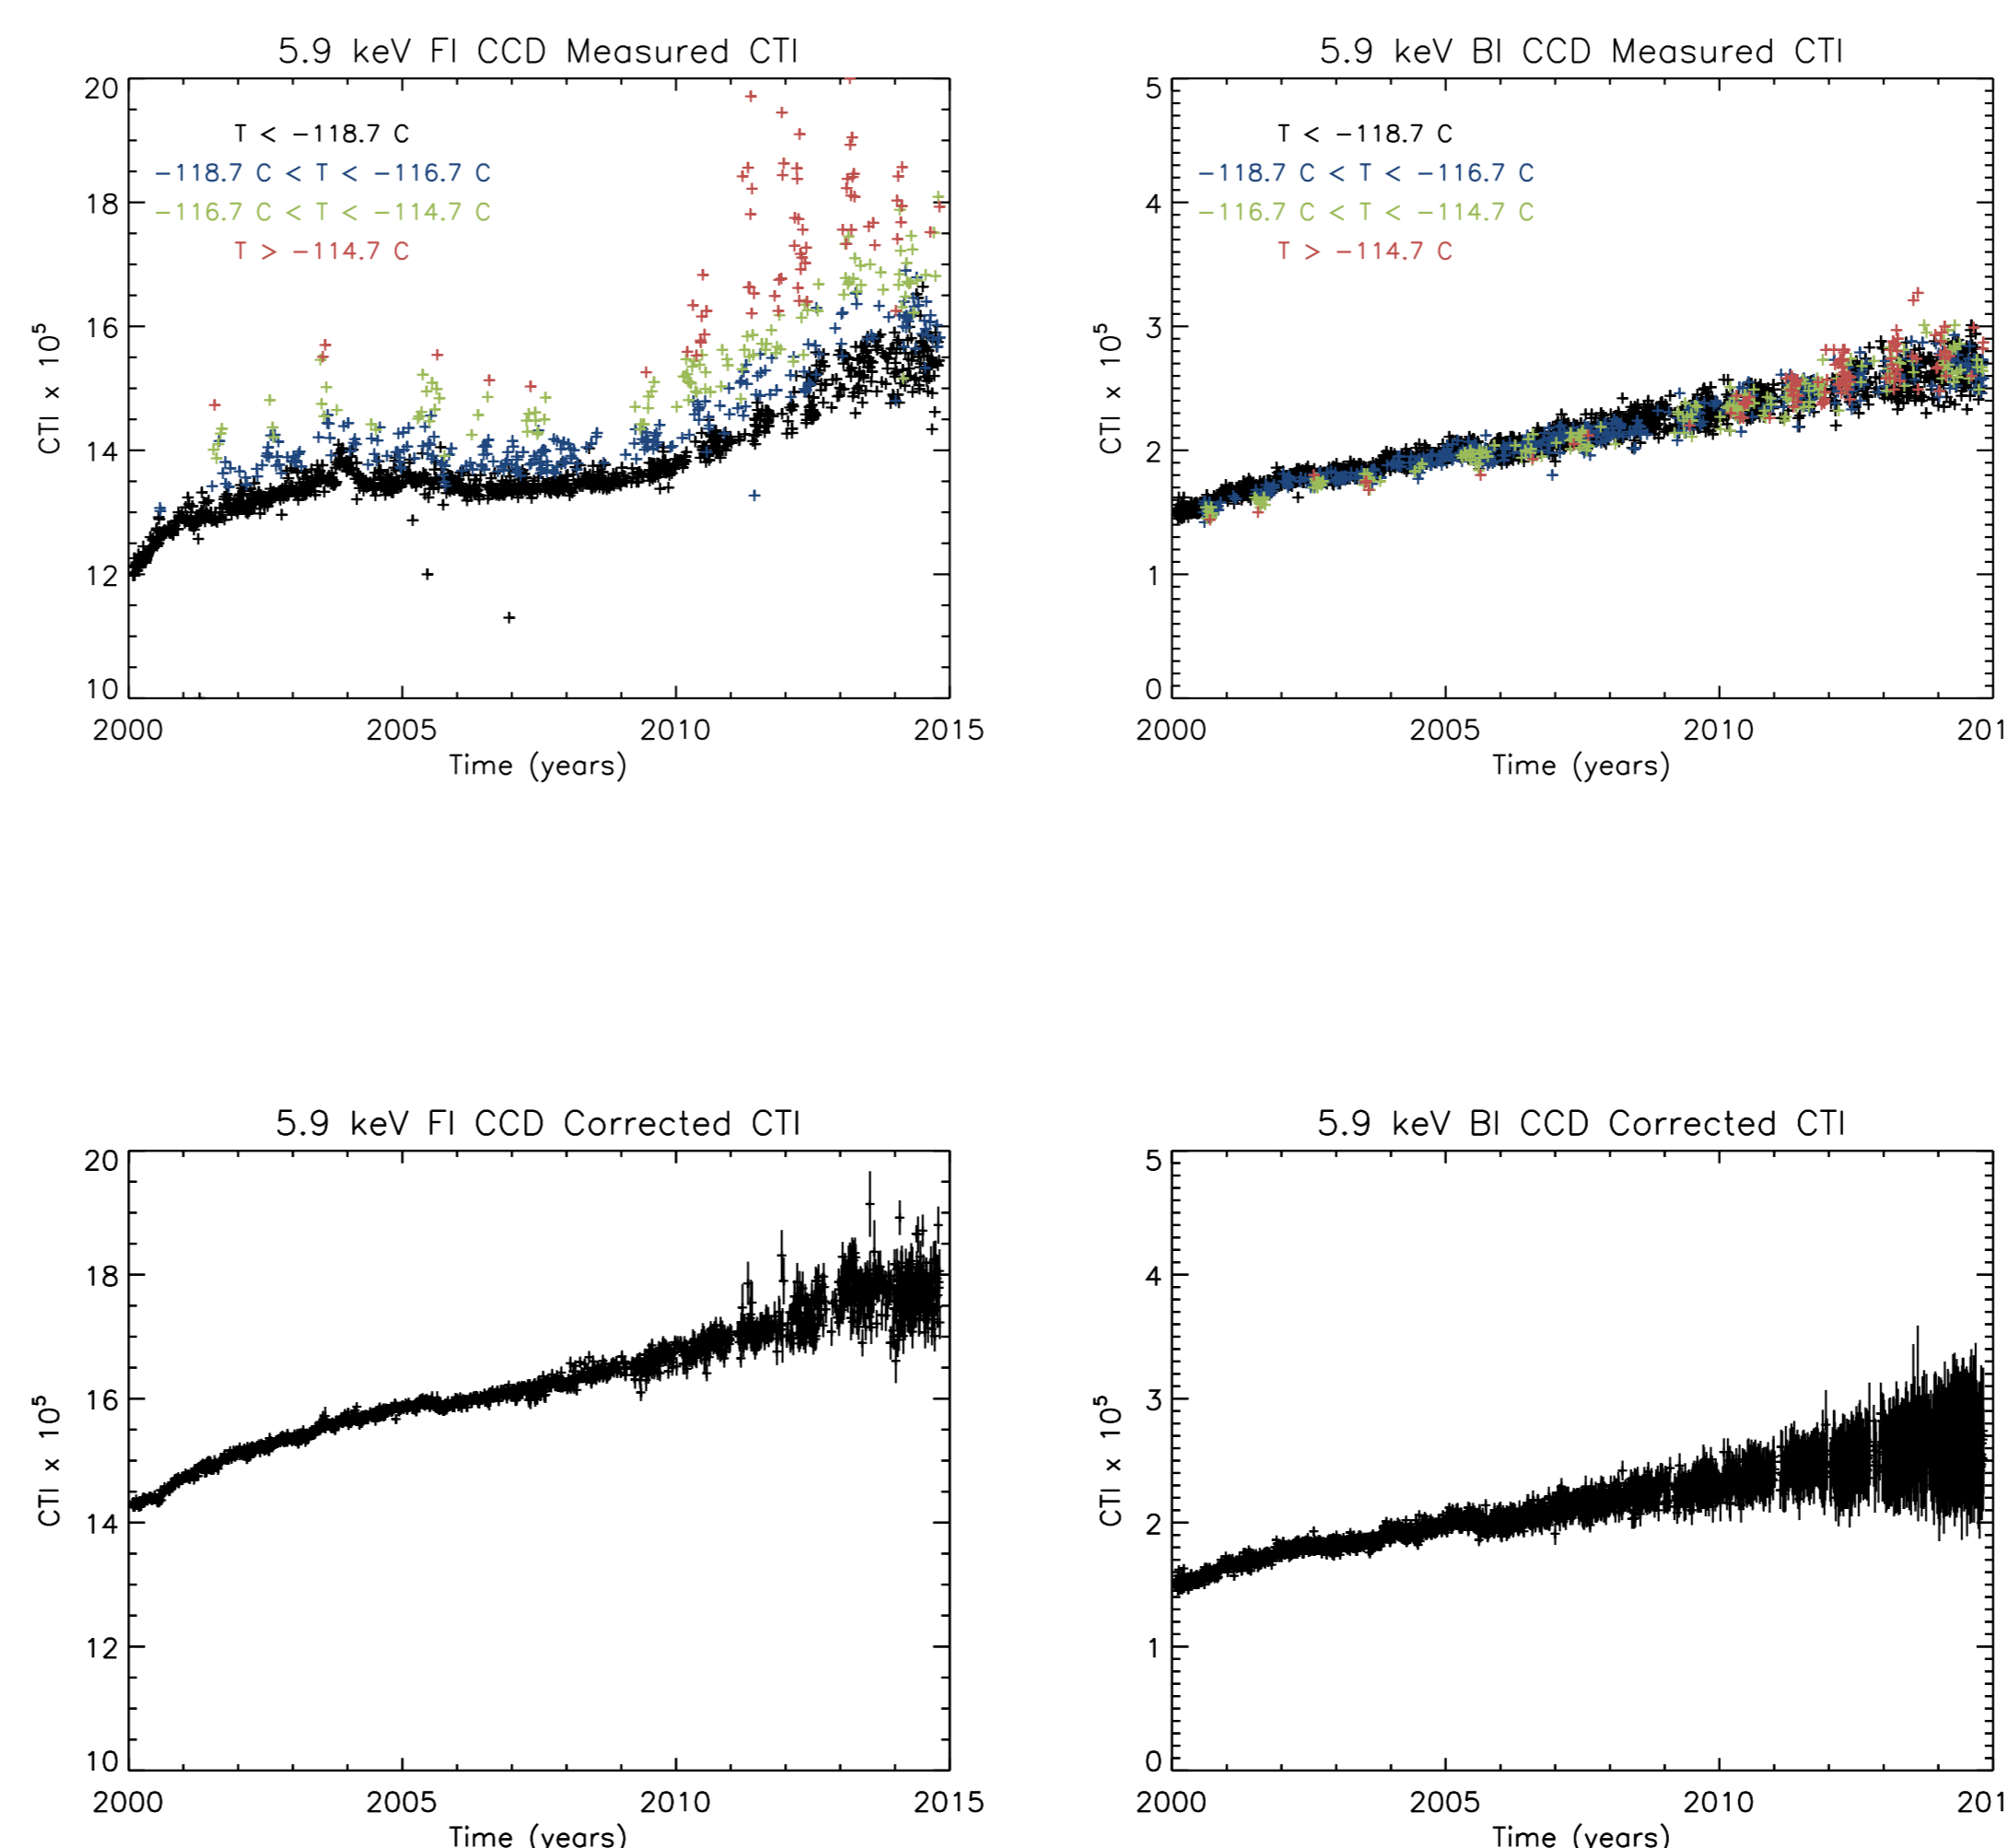 5.9 keV FI CCD Measured CTI
20
18
16
14
12
10
CTI x 10⁵
T < −118.7 C
−118.7 C < T < −116.7 C
−116.7 C < T < −114.7 C
T > −114.7 C
2000 2005 2010 2015
Time (years)
5.9 keV BI CCD Measured CTI
5
4
3
2
1
0
CTI x 10⁵
T < −118.7 C
−118.7 C < T < −116.7 C
−116.7 C < T < −114.7 C
T > −114.7 C
2000 2005 2010 201
Time (years)
5.9 keV FI CCD Corrected CTI
20
18
16
14
12
10
CTI x 10⁵
2000 2005 2010 2015
Time (years)
5.9 keV BI CCD Corrected CTI
5
4
3
2
1
0
CTI x 10⁵
2000 2005 2010 201
Time (years)